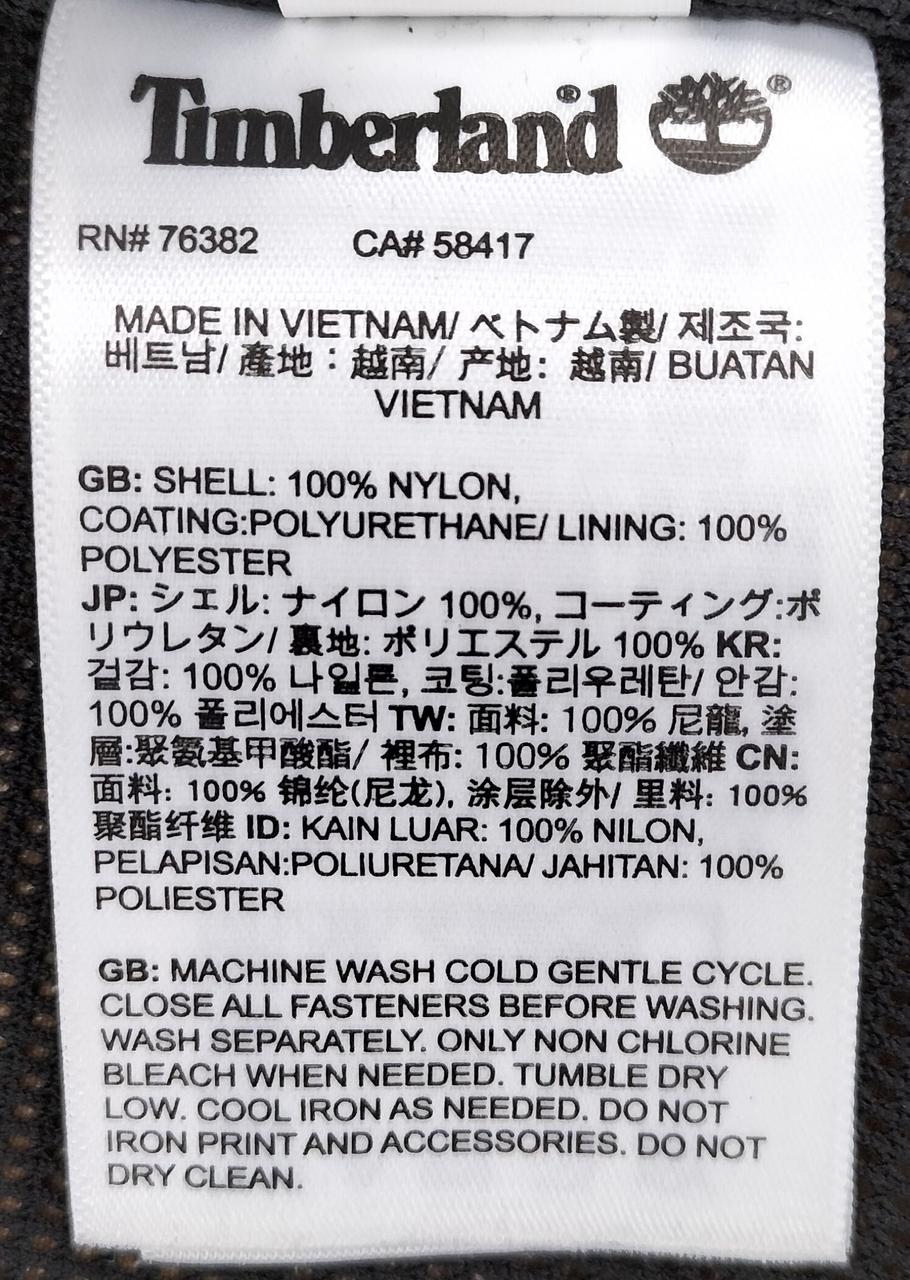 Timberland®
®
RN# 76382 CA# 58417
MADE IN VIETNAM/ ベトナム製/ 제조국:
베트남/ 產地：越南/ 产地: 越南/ BUATAN
VIETNAM
GB: SHELL: 100% NYLON,
COATING:POLYURETHANE/ LINING: 100%
POLYESTER
JP: シェル: ナイロン 100%, コーティング:ポ
リウレタン/ 裏地: ポリエステル 100% KR:
겉감: 100% 나일론, 코팅:폴리우레탄/ 안감:
100% 폴리에스터 TW: 面料: 100% 尼龍, 塗
層:聚氨基甲酸酯/ 裡布: 100% 聚酯纖維 CN:
面料: 100% 锦纶(尼龙), 涂层除外/ 里料: 100%
聚酯纤维 ID: KAIN LUAR: 100% NILON,
PELAPISAN:POLIURETANA/ JAHITAN: 100%
POLIESTER
GB: MACHINE WASH COLD GENTLE CYCLE.
CLOSE ALL FASTENERS BEFORE WASHING.
WASH SEPARATELY. ONLY NON CHLORINE
BLEACH WHEN NEEDED. TUMBLE DRY
LOW. COOL IRON AS NEEDED. DO NOT
IRON PRINT AND ACCESSORIES. DO NOT
DRY CLEAN.